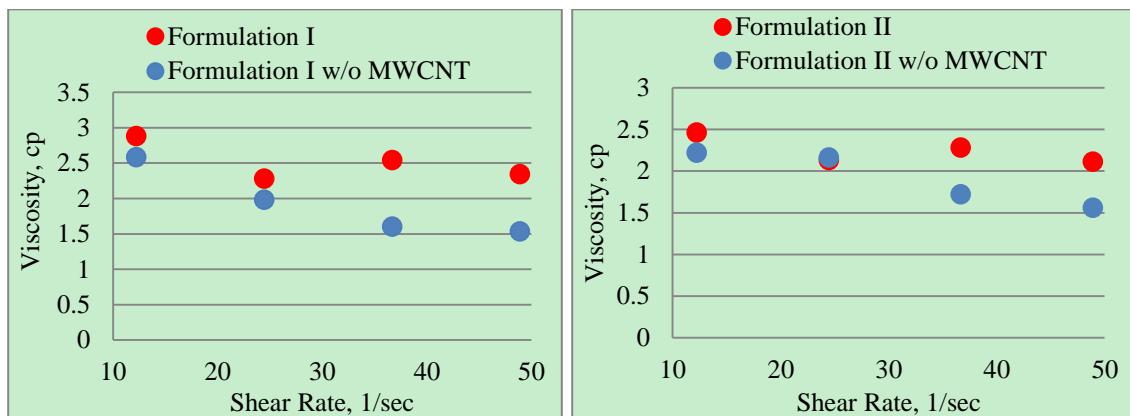 Formulation I
Formulation I w/o MWCNT
3.5
3
2.5
2
1.5
1
0.5
0
Viscosity, cp
10 20 30 40 50
Shear Rate, 1/sec
Formulation II
Formulation II w/o MWCNT
3
2.5
2
1.5
1
0.5
0
Viscosity, cp
10 20 30 40 50
Shear Rate, 1/sec